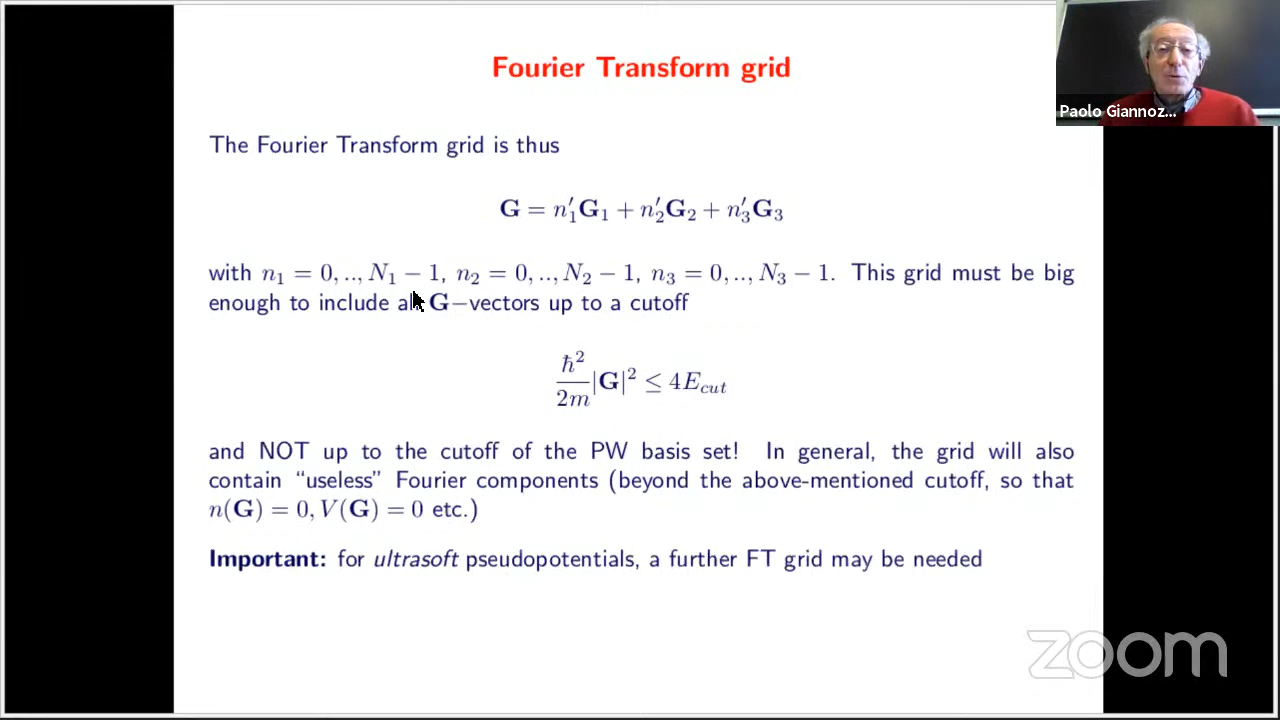 Fourier Transform grid
Paolo Giannoz...
The Fourier Transform grid is thus
G = n′₁G₁ + n′₂G₂ + n′₃G₃
with n₁ = 0, .., N₁ − 1, n₂ = 0, .., N₂ − 1, n₃ = 0, .., N₃ − 1. This grid must be big
enough to include all G−vectors up to a cutoff
ℏ²/2m |G|² ≤ 4E_cut
and NOT up to the cutoff of the PW basis set! In general, the grid will also
contain “useless” Fourier components (beyond the above-mentioned cutoff, so that
n(G) = 0, V(G) = 0 etc.)
Important: for ultrasoft pseudopotentials, a further FT grid may be needed
zoom